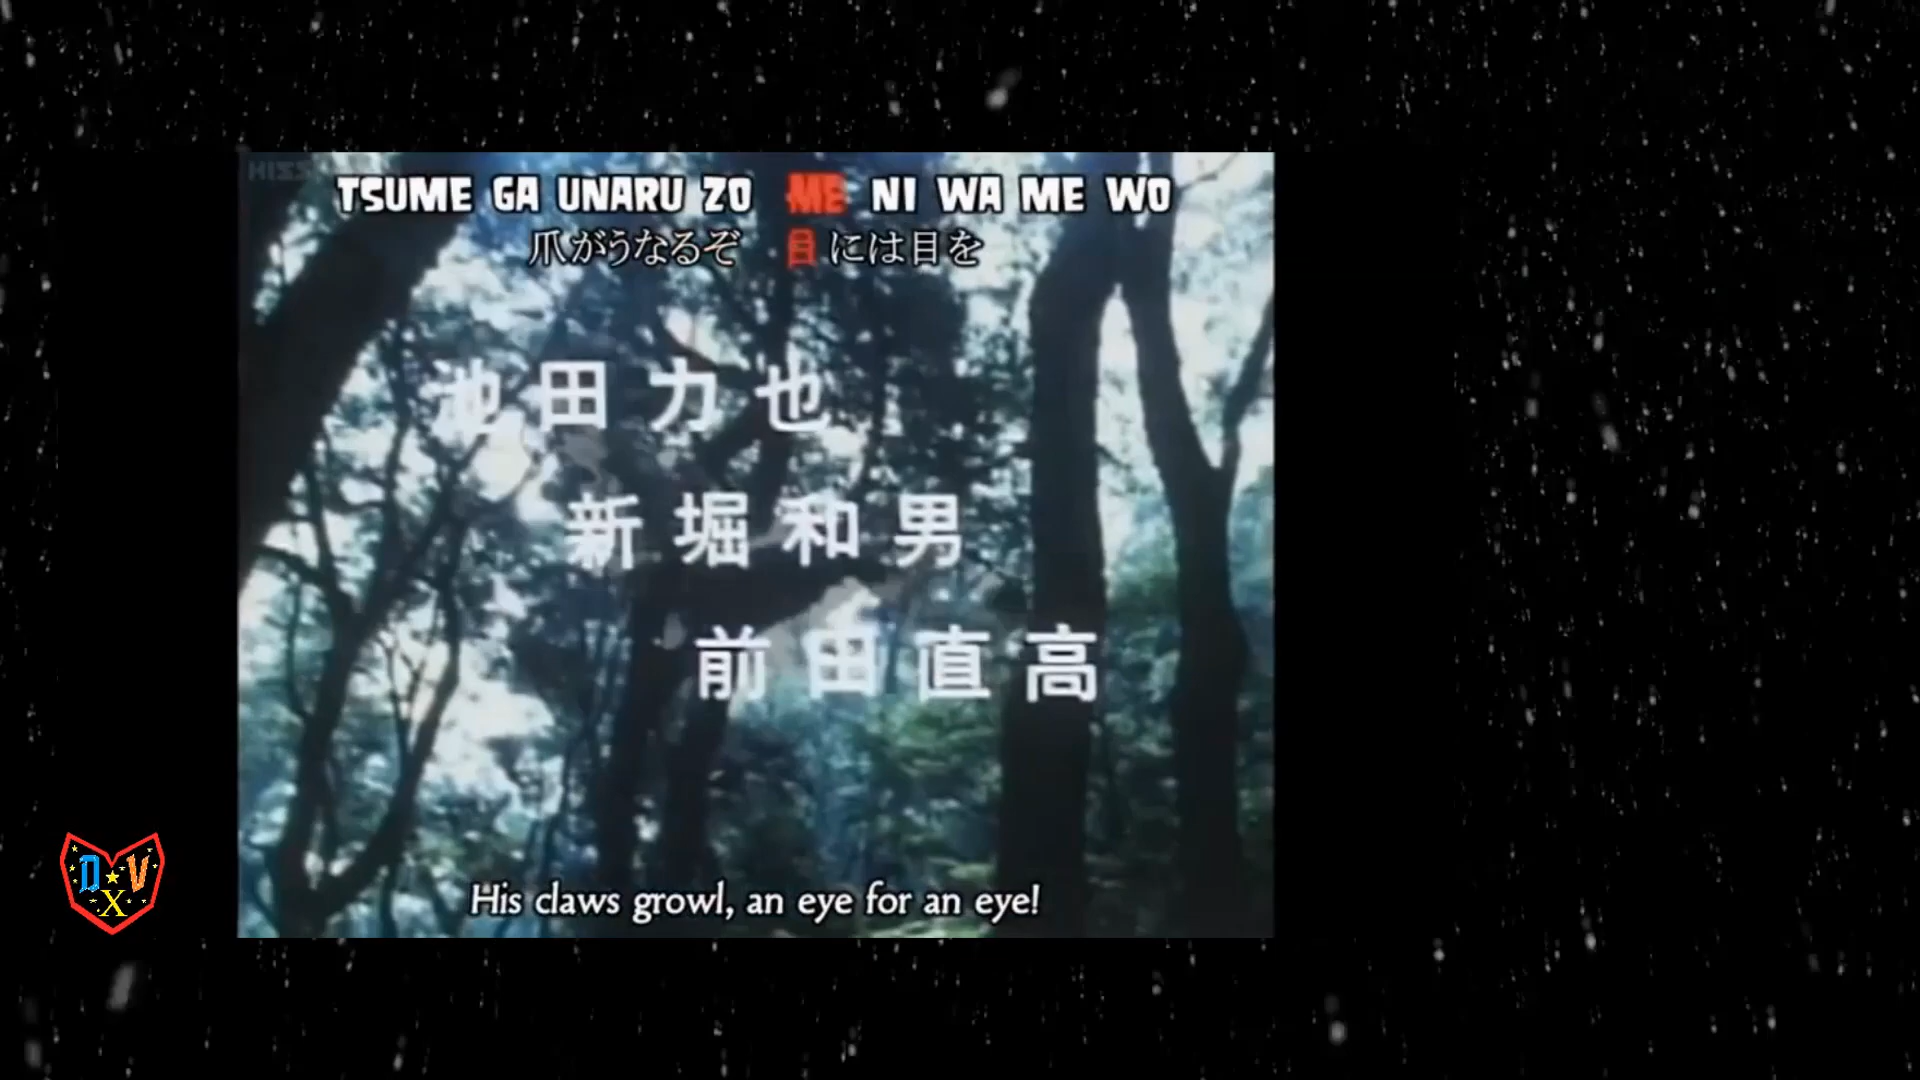 TSUME GA UNARU ZO ME NI WA ME WO
爪がうなるぞ 目には目を
池田力也
新堀和男
前田直高
His claws growl, an eye for an eye!
D X V